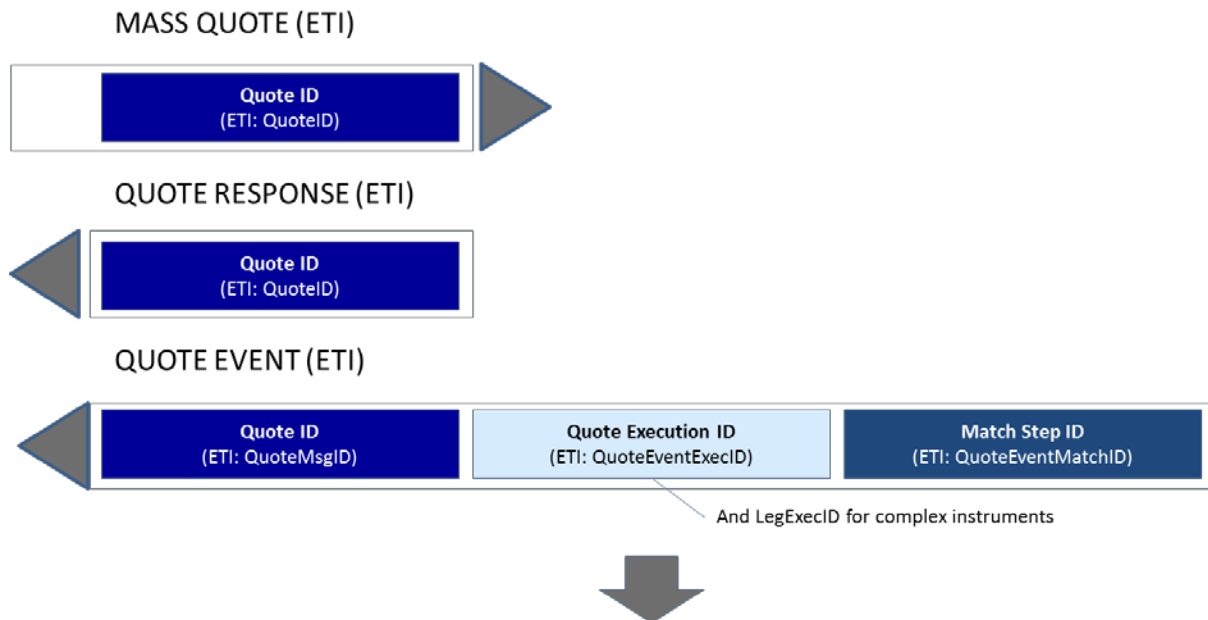 MASS QUOTE (ETI)
Quote ID
(ETI: QuoteID)
QUOTE RESPONSE (ETI)
Quote ID
(ETI: QuoteID)
QUOTE EVENT (ETI)
Quote ID
(ETI: QuoteMsgID)
Quote Execution ID
(ETI: QuoteEventExecID)
Match Step ID
(ETI: QuoteEventMatchID)
And LegExecID for complex instruments